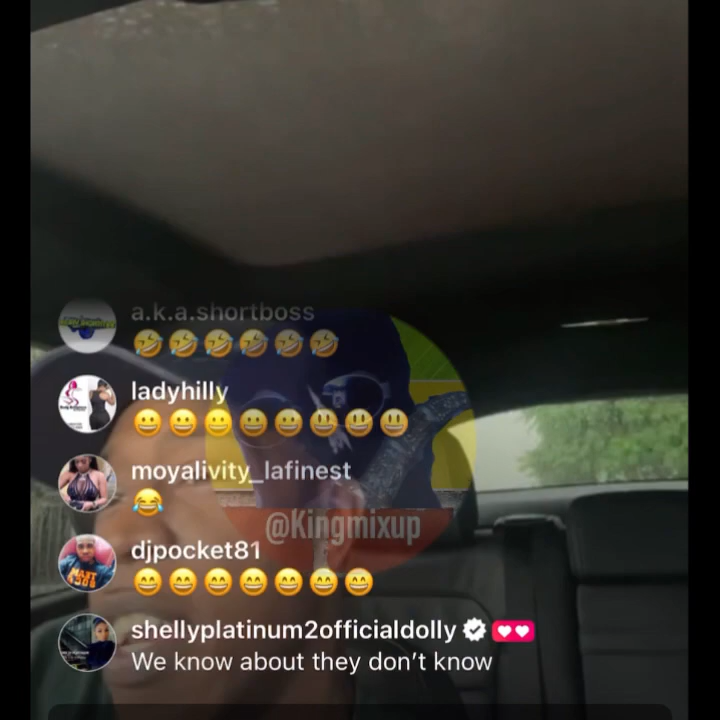 a.k.a.shortboss
🤣🤣🤣🤣🤣🤣
ladyhilly
😀😀😀😀😀😃😃😃
moyalivity_lafinest
😂
@Kingmixup
djpocket81
😄😄😄😄😄😄😄
shellyplatinum2officialdolly
We know about they don’t know